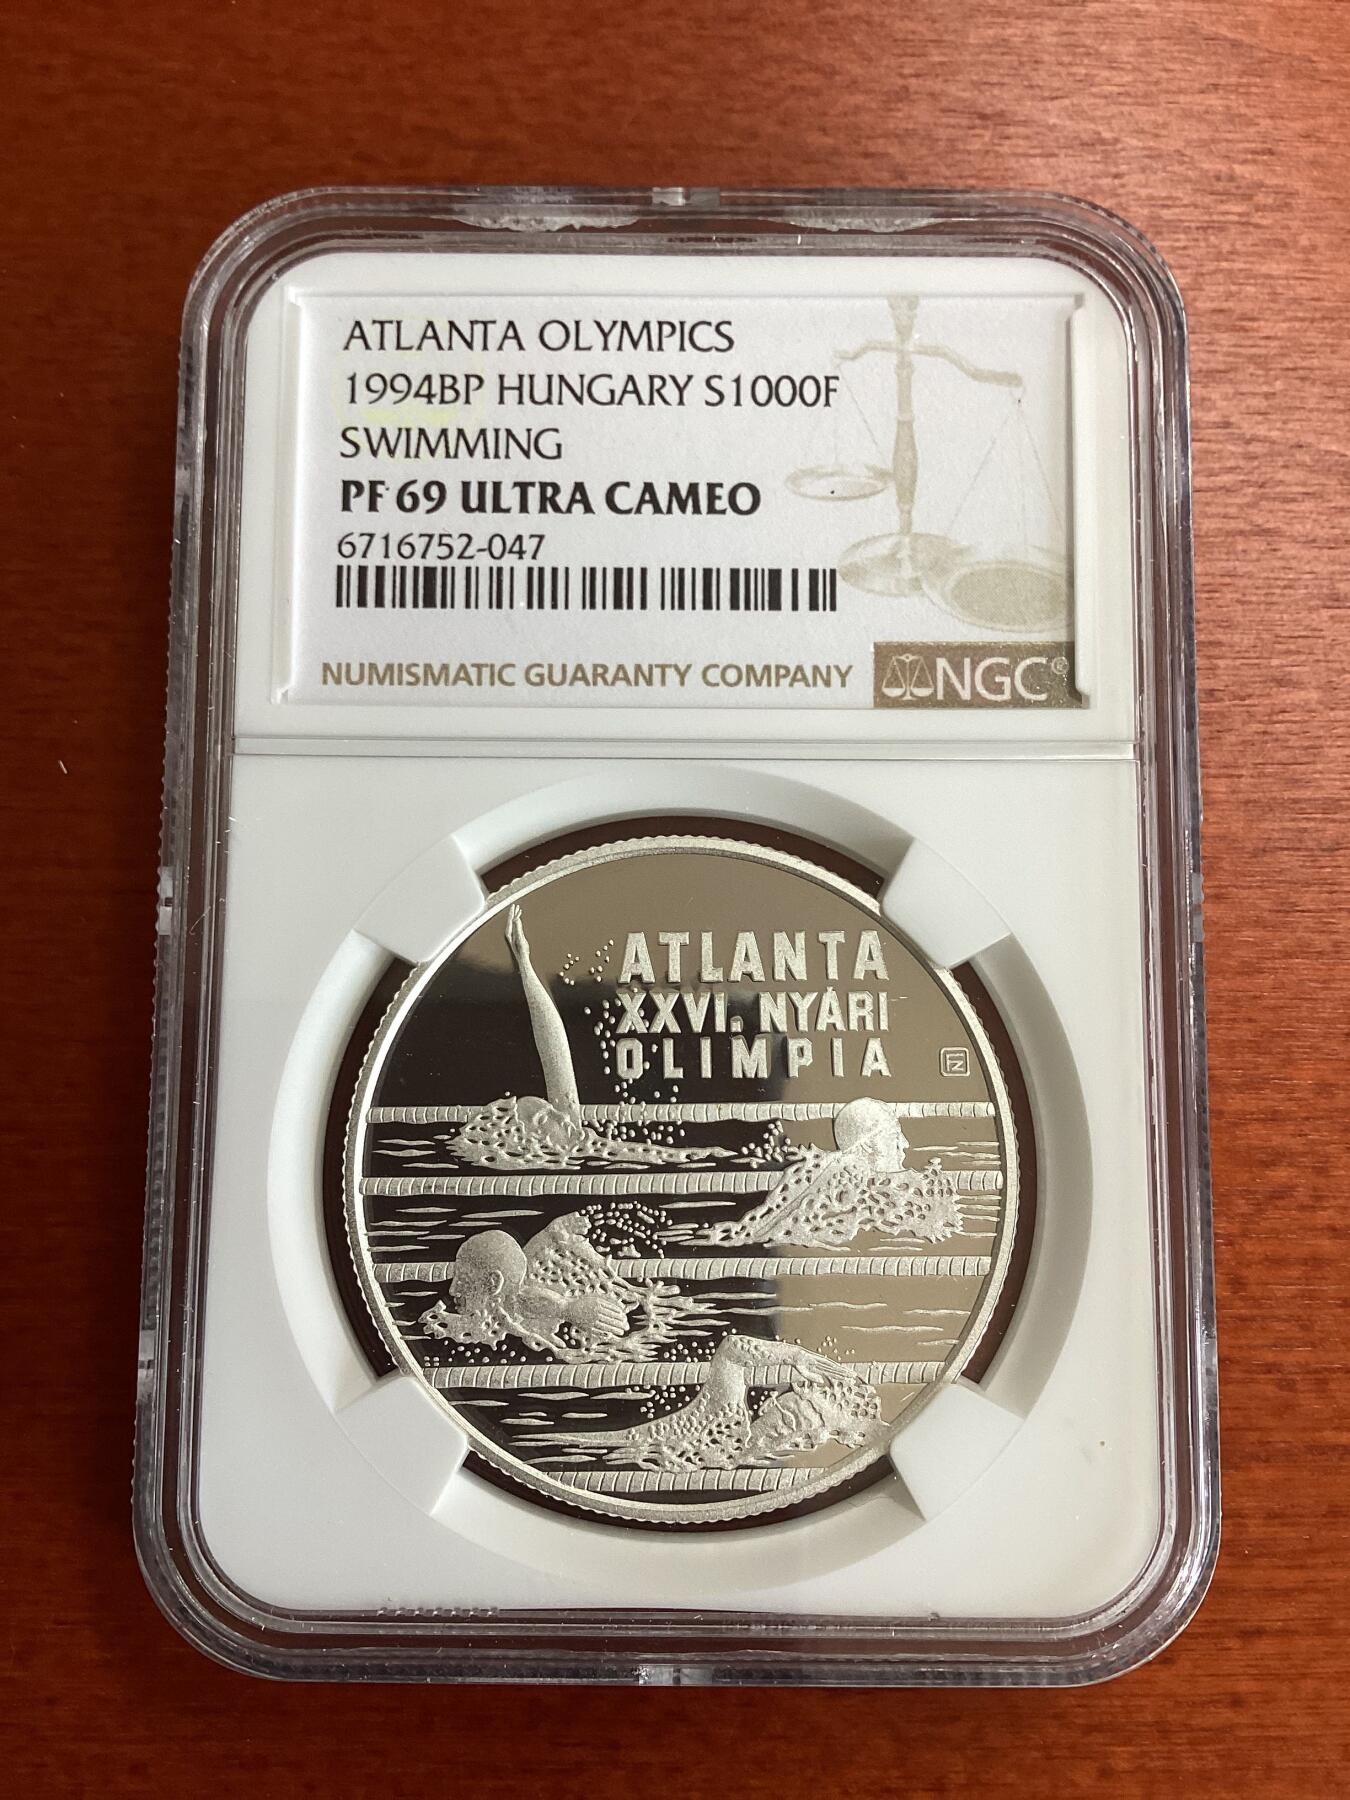 ATLANTA OLYMPICS
1994BP HUNGARY S1000F
SWIMMING
PF 69 ULTRA CAMEO
6716752-047
NUMISMATIC GUARANTY COMPANY
NGC®
ATLANTA
XXVI. NYÁRI
OLIMPIA